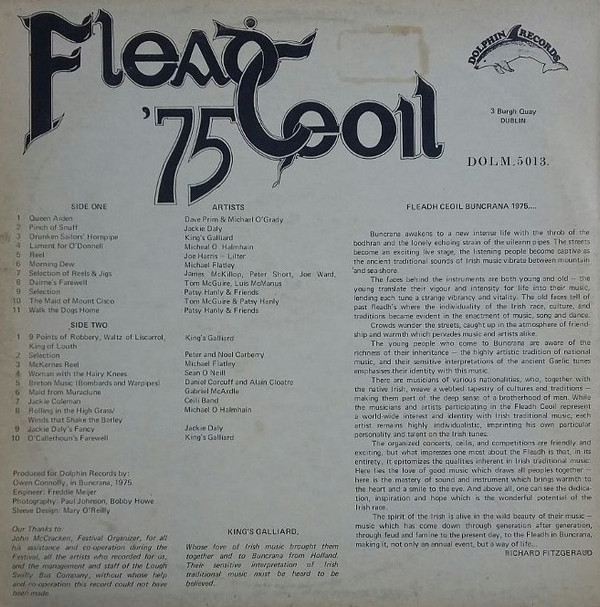 Fleadh Ceoil '75
DOLPHIN RECORDS
3 Burgh Quay
DUBLIN
DOLM.5013.
SIDE ONE ARTISTS
1 Queen Aiden Dave Prim & Michael O'Grady
2 Pinch of Snuff Jackie Daly
3 Drunken Sailors' Hornpipe King's Galliard
4 Lament for O'Donnell Micheal O Halmhain
5 Reel Joe Harris – Lilter
6 Morning Dew Michael Flatley
7 Selection of Reels & Jigs James McKillop, Peter Short, Joe Ward,
8 Dairne's Farewell Tom McGuire, Luis McManus
9 Selection Patsy Hanly & Friends
10 The Maid of Mount Cisco Tom McGuire & Patsy Hanly
11 Walk the Dogs Home Patsy Hanly & Friends
SIDE TWO
1 9 Points of Robbery, Waltz of Liscarrol, King's Galliard
King of Louth
2 Selection Peter and Noel Carberry
3 McKernes Reel Michael Flatley
4 Woman with the Hairy Knees Sean O Neill
5 Breton Music (Bombards and Warpipes) Daniel Corcuff and Alain Cloatre
6 Maid from Muraclune Gabriel McArdle
7 Jackie Coleman Ceili Band
8 Rolling in the High Grass/ Michael O Halmhain
Winds that Shake the Barley
9 Jackie Daly's Fancy Jackie Daly
10 O'Callerhoun's Farewell King's Galliard
Produced for Dolphin Records by:
Owen Connolly, in Buncrana, 1975.
Engineer: Freddie Meijer
Photography: Paul Johnson, Bobby Howe
Sleeve Design: Mary O'Reilly
Our Thanks to:
John McCracken, Festival Organizer, for all
his assistance and co-operation during the
Festival, all the artists who recorded for us,
and the management and staff of the Lough
Swilly Bus Company, without whose help
and co-operation this record could not have
been made.
KING'S GALLIARD,
Whose love of Irish music brought them
together and to Buncrana from Holland.
Their sensitive interpretation of Irish
traditional music must be heard to be
believed.
FLEADH CEOIL BUNCRANA 1975....
Buncrana awakens to a new intense life with the throb of the
bodhran and the lonely echoing strain of the uileann pipes. The streets
become an exciting live stage, the listening people become captive as
the ancient traditional sounds of Irish music vibrate between mountain
and sea-shore.
The faces behind the instruments are both young and old — the
young translate their vigour and intensity for life into their music,
lending each tune a strange vibrancy and vitality. The old faces tell of
past fleadh's where the individuality of the Irish race, culture, and
traditions became evident in the enactment of music, song and dance.
Crowds wander the streets, caught up in the atmosphere of friend-
ship and warmth which pervades music and artists alike.
The young people who come to Buncrana are aware of the
richness of their inheritance — the highly artistic tradition of national
music, and their sensitive interpretations of the ancient Gaelic tunes
emphasises their identity with this music.
There are musicians of various nationalities, who, together with
the native Irish, weave a webbed tapestry of cultures and traditions —
making them part of the deep sense of a brotherhood of men. While
the musicians and artists participating in the Fleadh Ceoil represent
a world-wide interest and identity with Irish traditional music, each
artist remains highly individualistic, imprinting his own particular
personality and talent on the Irish tunes.
The organized concerts, ceilis, and competitions are friendly and
exciting, but what impresses one most about the Fleadh is that, in its
entirety, it epitomizes the qualities inherent in Irish traditional music.
Here lies the love of good music which draws all peoples together —
here is the mastery of sound and instrument which brings warmth to
the heart and a smile to the eye. And above all, one can see the dedica-
tion, inspiration and hope which is the wonderful potential of the
Irish race.
The spirit of the Irish is alive in the wild beauty of their music —
music which has come down through generation after generation,
through feud and famine to the present day, to the Fleadh in Buncrana,
making it, not only an annual event, but a way of life...
RICHARD FITZGERALD